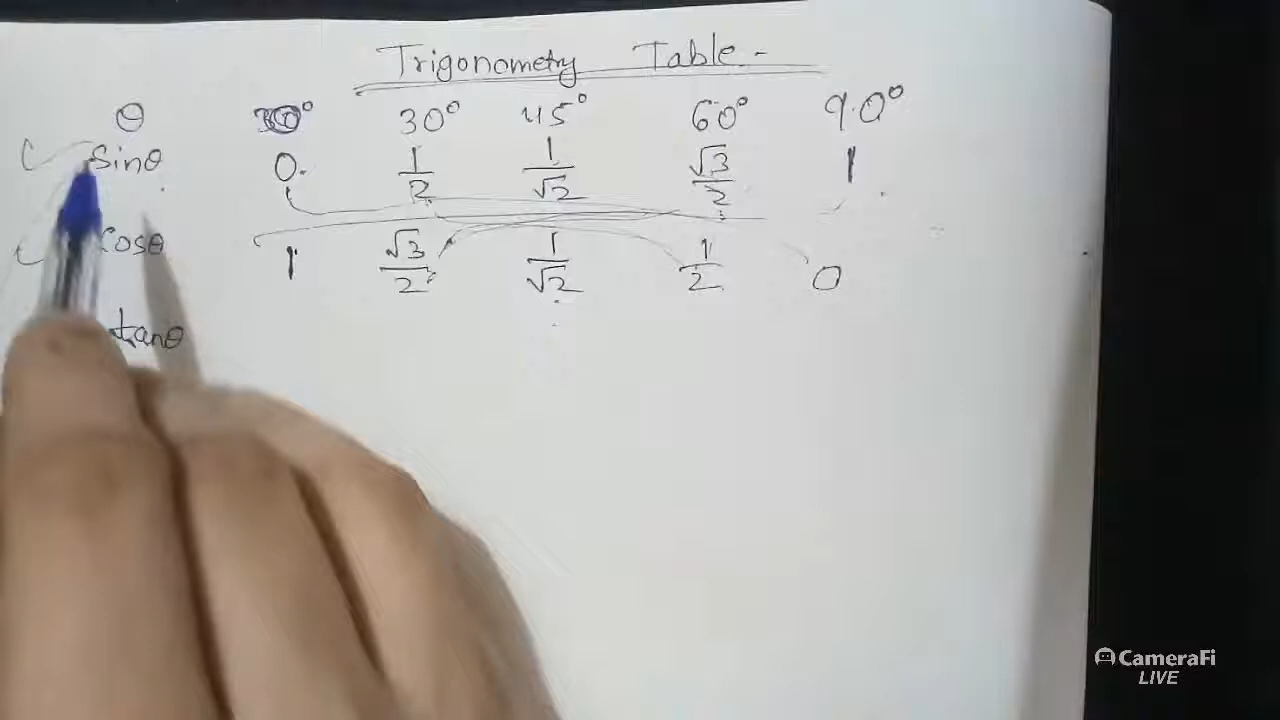 Trigonometry Table -
θ 0° 30° 45° 60° 90°
sinθ 0 1/2 1/√2 √3/2 1
cosθ 1 √3/2 1/√2 1/2 0
tanθ
CameraFi
LIVE